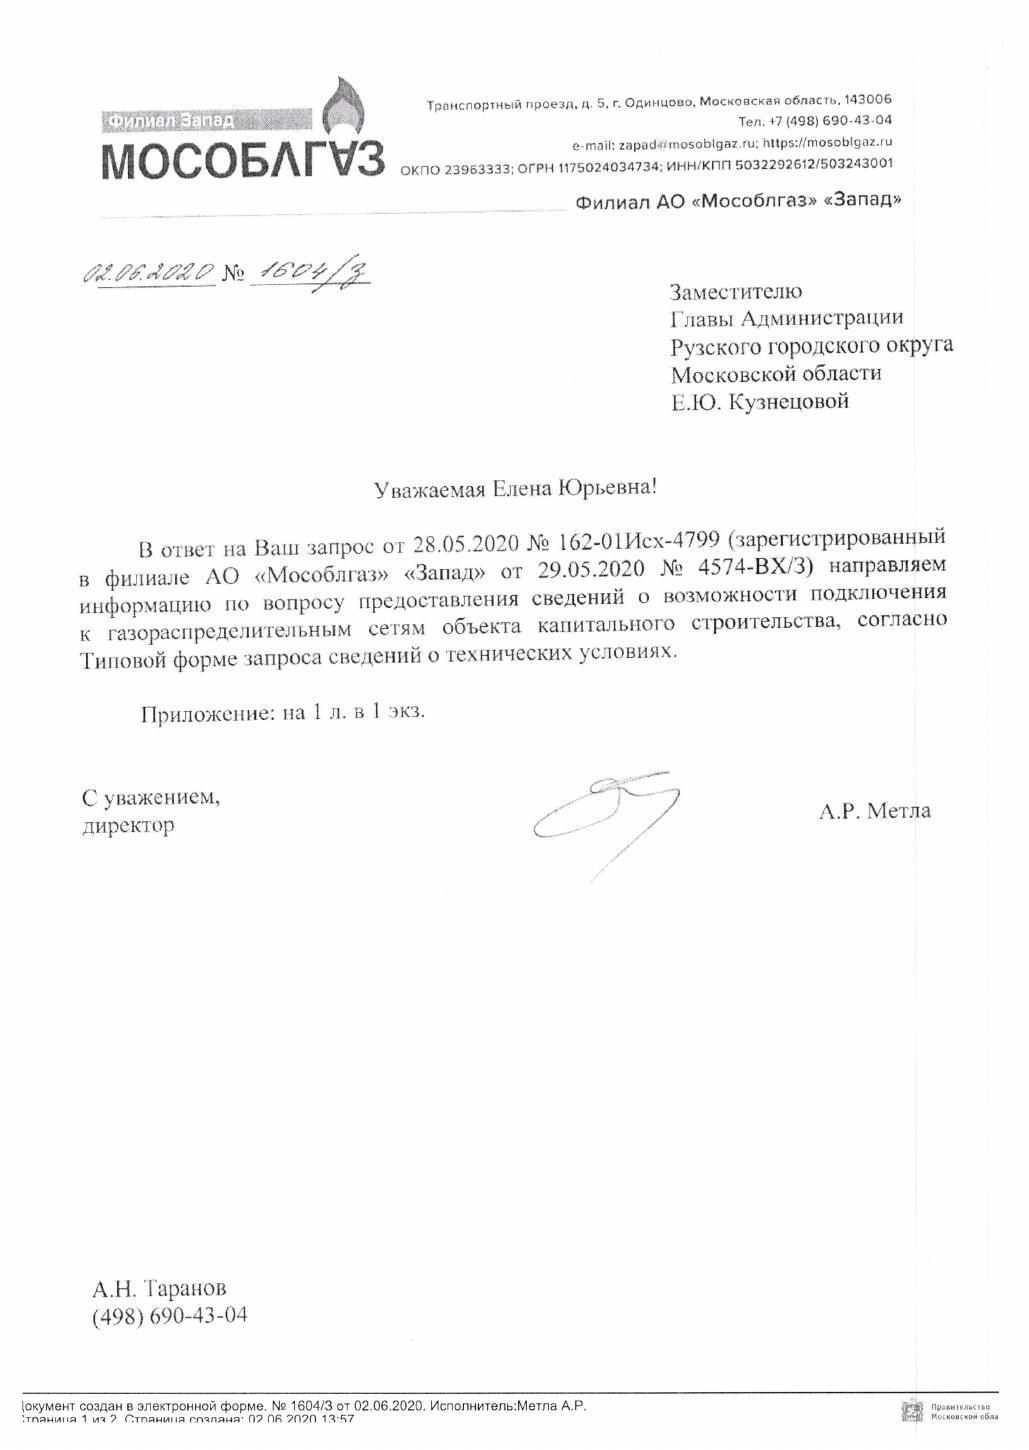 Филиал Запад
МОСОБЛГАЗ
Транспортный проезд, д. 5, г. Одинцово, Московская область, 143006
Тел. +7 (498) 690-43-04
e-mail: zapad@mosoblgaz.ru; https://mosoblgaz.ru
ОКПО 23963333; ОГРН 1175024034734; ИНН/КПП 5032292612/503243001
Филиал АО «Мособлгаз» «Запад»
02.06.2020 № 1604/З
Заместителю
Главы Администрации
Рузского городского округа
Московской области
Е.Ю. Кузнецовой
Уважаемая Елена Юрьевна!
В ответ на Ваш запрос от 28.05.2020 № 162-01Исх-4799 (зарегистрированный
в филиале АО «Мособлгаз» «Запад» от 29.05.2020 № 4574-ВХ/З) направляем
информацию по вопросу предоставления сведений о возможности подключения
к газораспределительным сетям объекта капитального строительства, согласно
Типовой форме запроса сведений о технических условиях.
Приложение: на 1 л. в 1 экз.
С уважением,
директор
А.Р. Метла
А.Н. Таранов
(498) 690-43-04
Документ создан в электронной форме. № 1604/З от 02.06.2020. Исполнитель:Метла А.Р.
Страница 1 из 2. Страница создана: 02.06.2020 13:57
Правительство
Московской обла